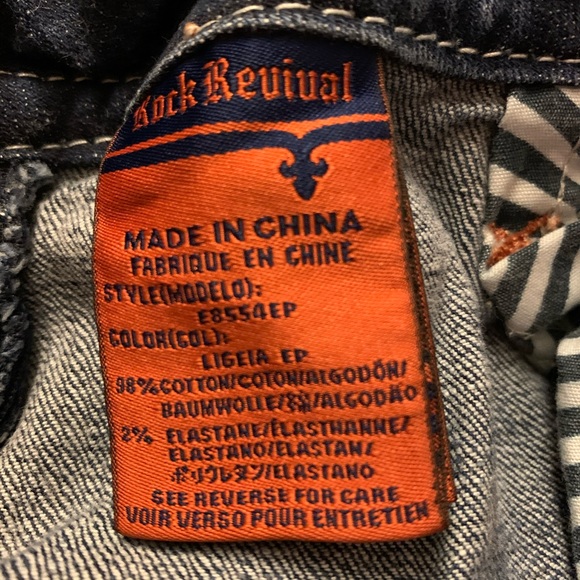 Rock Revival
MADE IN CHINA
FABRIQUE EN CHINE
STYLE(MODELO):
E8554EP
COLOR(COL):
LIGEIA EP
98% COTTON/COTON/ALGODÓN/
BAUMWOLLE/綿/ALGODÃO
2% ELASTANE/ÉLASTHANNE/
ELASTANO/ELASTAN/
ポリウレタン/ELASTANO
SEE REVERSE FOR CARE
VOIR VERSO POUR ENTRETIEN